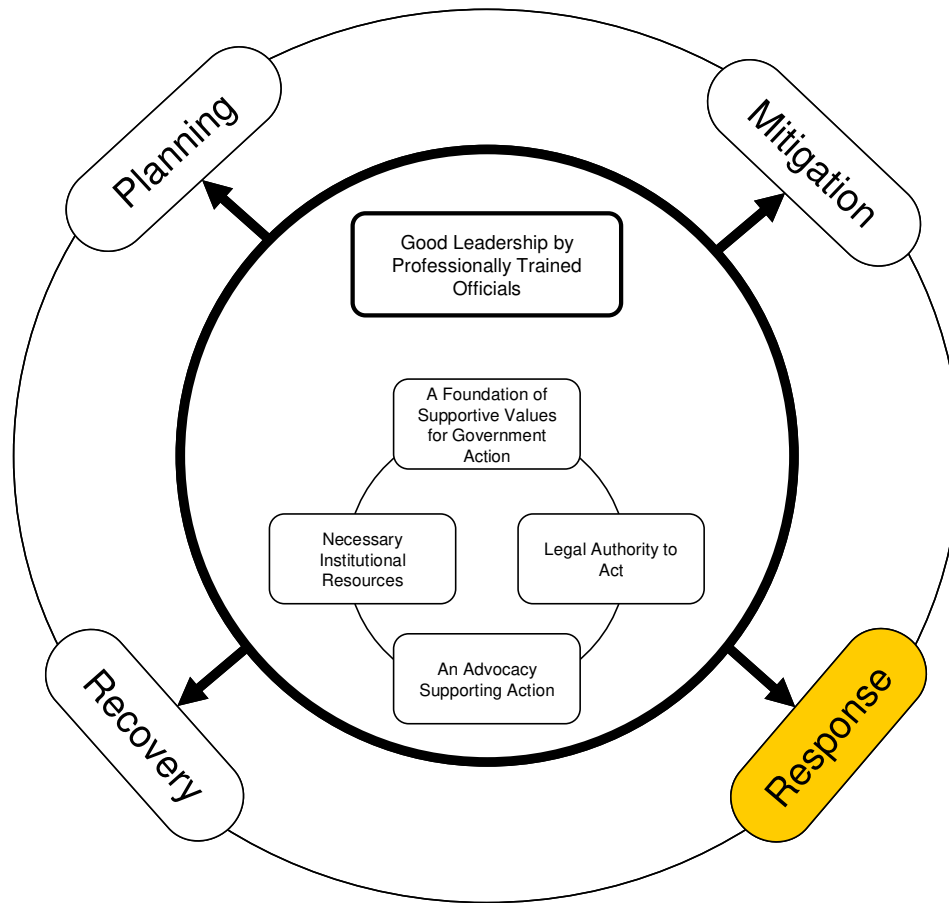 Planning
Mitigation
Good Leadership by
Professionally Trained
Officials
A Foundation of
Supportive Values
for Government
Action
Necessary
Institutional
Resources
Legal Authority to
Act
An Advocacy
Supporting Action
Recovery
Response